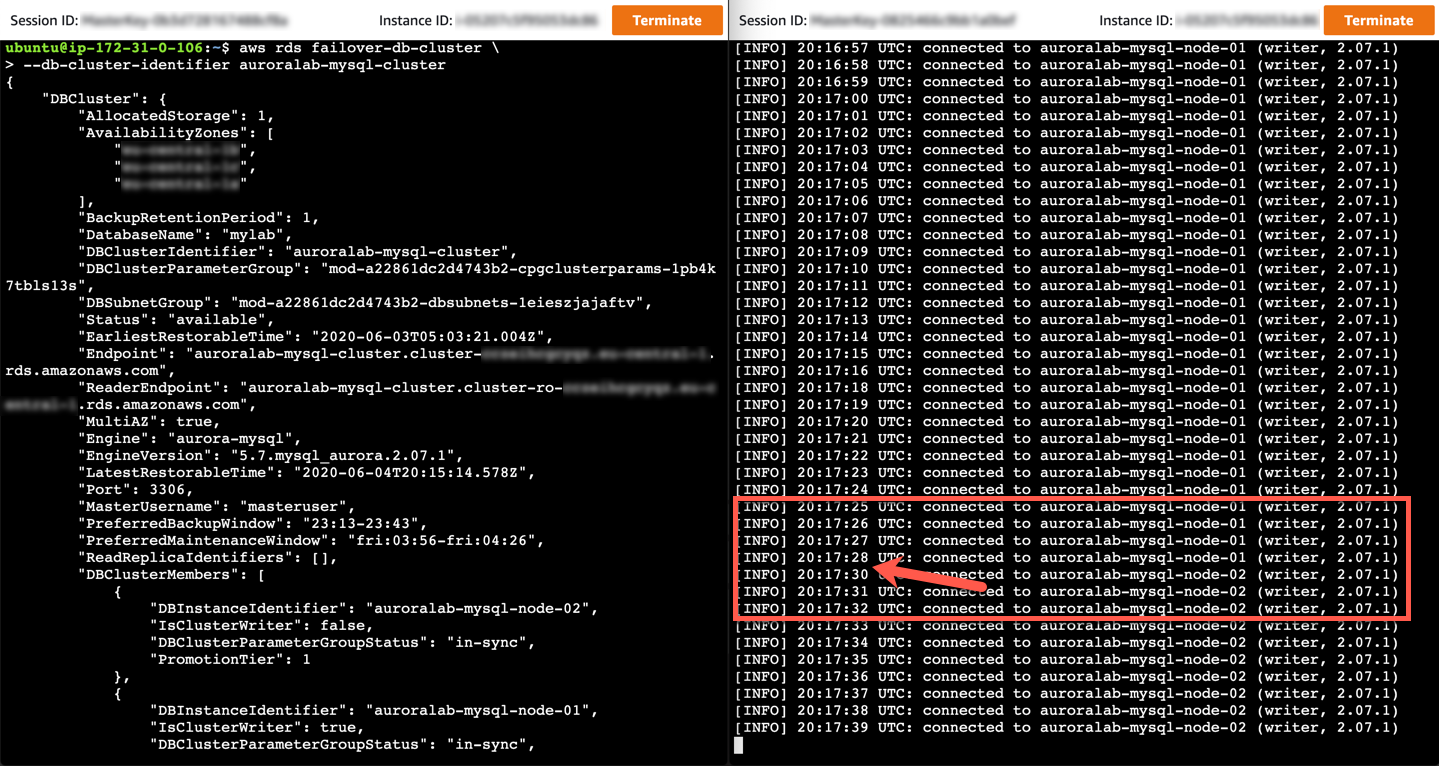 Session ID:
Instance ID:
Terminate
ubuntu@ip-172-31-0-106:~$ aws rds failover-db-cluster \
> --db-cluster-identifier auroralab-mysql-cluster
{
    "DBCluster": {
        "AllocatedStorage": 1,
        "AvailabilityZones": [
            "",
            "",
            ""
        ],
        "BackupRetentionPeriod": 1,
        "DatabaseName": "mylab",
        "DBClusterIdentifier": "auroralab-mysql-cluster",
        "DBClusterParameterGroup": "mod-a22861dc2d4743b2-cpgclusterparams-1pb4k
7tbls13s",
        "DBSubnetGroup": "mod-a22861dc2d4743b2-dbsubnets-1eieszjajaftv",
        "Status": "available",
        "EarliestRestorableTime": "2020-06-03T05:03:21.004Z",
        "Endpoint": "auroralab-mysql-cluster.cluster-.
rds.amazonaws.com",
        "ReaderEndpoint": "auroralab-mysql-cluster.cluster-ro-
.rds.amazonaws.com",
        "MultiAZ": true,
        "Engine": "aurora-mysql",
        "EngineVersion": "5.7.mysql_aurora.2.07.1",
        "LatestRestorableTime": "2020-06-04T20:15:14.578Z",
        "Port": 3306,
        "MasterUsername": "masteruser",
        "PreferredBackupWindow": "23:13-23:43",
        "PreferredMaintenanceWindow": "fri:03:56-fri:04:26",
        "ReadReplicaIdentifiers": [],
        "DBClusterMembers": [
            {
                "DBInstanceIdentifier": "auroralab-mysql-node-02",
                "IsClusterWriter": false,
                "DBClusterParameterGroupStatus": "in-sync",
                "PromotionTier": 1
            },
            {
                "DBInstanceIdentifier": "auroralab-mysql-node-01",
                "IsClusterWriter": true,
                "DBClusterParameterGroupStatus": "in-sync",
Session ID:
Instance ID:
Terminate
[INFO] 20:16:57 UTC: connected to auroralab-mysql-node-01 (writer, 2.07.1)
[INFO] 20:16:58 UTC: connected to auroralab-mysql-node-01 (writer, 2.07.1)
[INFO] 20:16:59 UTC: connected to auroralab-mysql-node-01 (writer, 2.07.1)
[INFO] 20:17:00 UTC: connected to auroralab-mysql-node-01 (writer, 2.07.1)
[INFO] 20:17:01 UTC: connected to auroralab-mysql-node-01 (writer, 2.07.1)
[INFO] 20:17:02 UTC: connected to auroralab-mysql-node-01 (writer, 2.07.1)
[INFO] 20:17:03 UTC: connected to auroralab-mysql-node-01 (writer, 2.07.1)
[INFO] 20:17:04 UTC: connected to auroralab-mysql-node-01 (writer, 2.07.1)
[INFO] 20:17:05 UTC: connected to auroralab-mysql-node-01 (writer, 2.07.1)
[INFO] 20:17:06 UTC: connected to auroralab-mysql-node-01 (writer, 2.07.1)
[INFO] 20:17:07 UTC: connected to auroralab-mysql-node-01 (writer, 2.07.1)
[INFO] 20:17:08 UTC: connected to auroralab-mysql-node-01 (writer, 2.07.1)
[INFO] 20:17:09 UTC: connected to auroralab-mysql-node-01 (writer, 2.07.1)
[INFO] 20:17:10 UTC: connected to auroralab-mysql-node-01 (writer, 2.07.1)
[INFO] 20:17:11 UTC: connected to auroralab-mysql-node-01 (writer, 2.07.1)
[INFO] 20:17:12 UTC: connected to auroralab-mysql-node-01 (writer, 2.07.1)
[INFO] 20:17:13 UTC: connected to auroralab-mysql-node-01 (writer, 2.07.1)
[INFO] 20:17:14 UTC: connected to auroralab-mysql-node-01 (writer, 2.07.1)
[INFO] 20:17:15 UTC: connected to auroralab-mysql-node-01 (writer, 2.07.1)
[INFO] 20:17:16 UTC: connected to auroralab-mysql-node-01 (writer, 2.07.1)
[INFO] 20:17:18 UTC: connected to auroralab-mysql-node-01 (writer, 2.07.1)
[INFO] 20:17:19 UTC: connected to auroralab-mysql-node-01 (writer, 2.07.1)
[INFO] 20:17:20 UTC: connected to auroralab-mysql-node-01 (writer, 2.07.1)
[INFO] 20:17:21 UTC: connected to auroralab-mysql-node-01 (writer, 2.07.1)
[INFO] 20:17:22 UTC: connected to auroralab-mysql-node-01 (writer, 2.07.1)
[INFO] 20:17:23 UTC: connected to auroralab-mysql-node-01 (writer, 2.07.1)
[INFO] 20:17:24 UTC: connected to auroralab-mysql-node-01 (writer, 2.07.1)
[INFO] 20:17:25 UTC: connected to auroralab-mysql-node-01 (writer, 2.07.1)
[INFO] 20:17:26 UTC: connected to auroralab-mysql-node-01 (writer, 2.07.1)
[INFO] 20:17:27 UTC: connected to auroralab-mysql-node-01 (writer, 2.07.1)
[INFO] 20:17:28 UTC: connected to auroralab-mysql-node-01 (writer, 2.07.1)
[INFO] 20:17:30 UTC: connected to auroralab-mysql-node-02 (writer, 2.07.1)
[INFO] 20:17:31 UTC: connected to auroralab-mysql-node-02 (writer, 2.07.1)
[INFO] 20:17:32 UTC: connected to auroralab-mysql-node-02 (writer, 2.07.1)
[INFO] 20:17:33 UTC: connected to auroralab-mysql-node-02 (writer, 2.07.1)
[INFO] 20:17:34 UTC: connected to auroralab-mysql-node-02 (writer, 2.07.1)
[INFO] 20:17:35 UTC: connected to auroralab-mysql-node-02 (writer, 2.07.1)
[INFO] 20:17:36 UTC: connected to auroralab-mysql-node-02 (writer, 2.07.1)
[INFO] 20:17:37 UTC: connected to auroralab-mysql-node-02 (writer, 2.07.1)
[INFO] 20:17:38 UTC: connected to auroralab-mysql-node-02 (writer, 2.07.1)
[INFO] 20:17:39 UTC: connected to auroralab-mysql-node-02 (writer, 2.07.1)